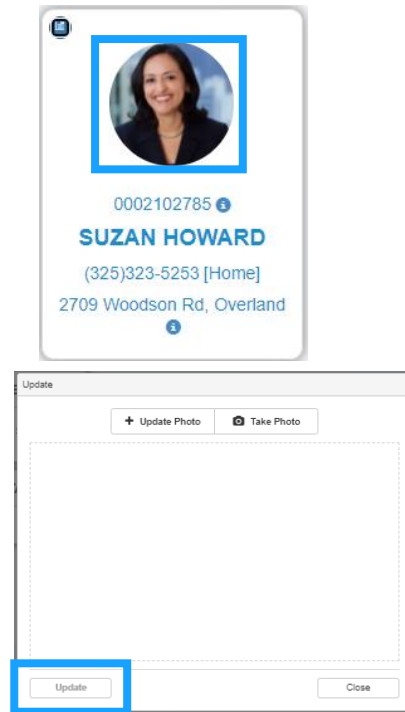 0002102785
SUZAN HOWARD
(325)323-5253 [Home]
2709 Woodson Rd, Overland
Update
Update Photo Take Photo
Update Close